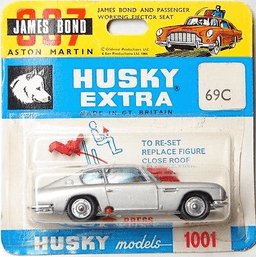 007
JAMES BOND
ASTON MARTIN
JAMES BOND AND PASSENGER
WORKING EJECTOR SEAT
HUSKY
EXTRA
MADE IN GT. BRITAIN
69C
TO RE-SET
REPLACE FIGURE
CLOSE ROOF
PRESS
HUSKY models 1001